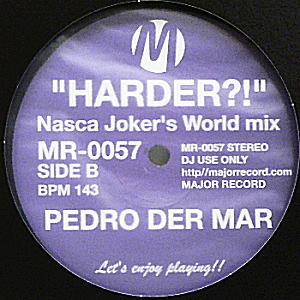 M
"HARDER?!"
Nasca Joker's World mix
MR-0057
SIDE B
BPM 143
MR-0057 STEREO
DJ USE ONLY
http//majorrecord.com
MAJOR RECORD
PEDRO DER MAR
Let's enjoy playing!!